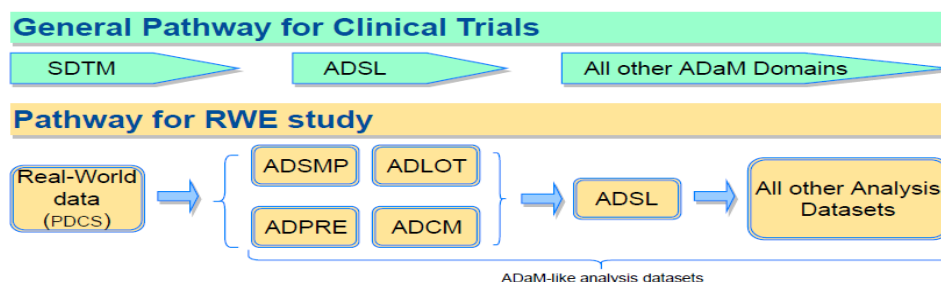 General Pathway for Clinical Trials
SDTM
ADSL
All other ADaM Domains
Pathway for RWE study
Real-World
data
(PDCS)
ADSMP
ADLOT
ADPRE
ADCM
ADSL
All other Analysis
Datasets
ADaM-like analysis datasets